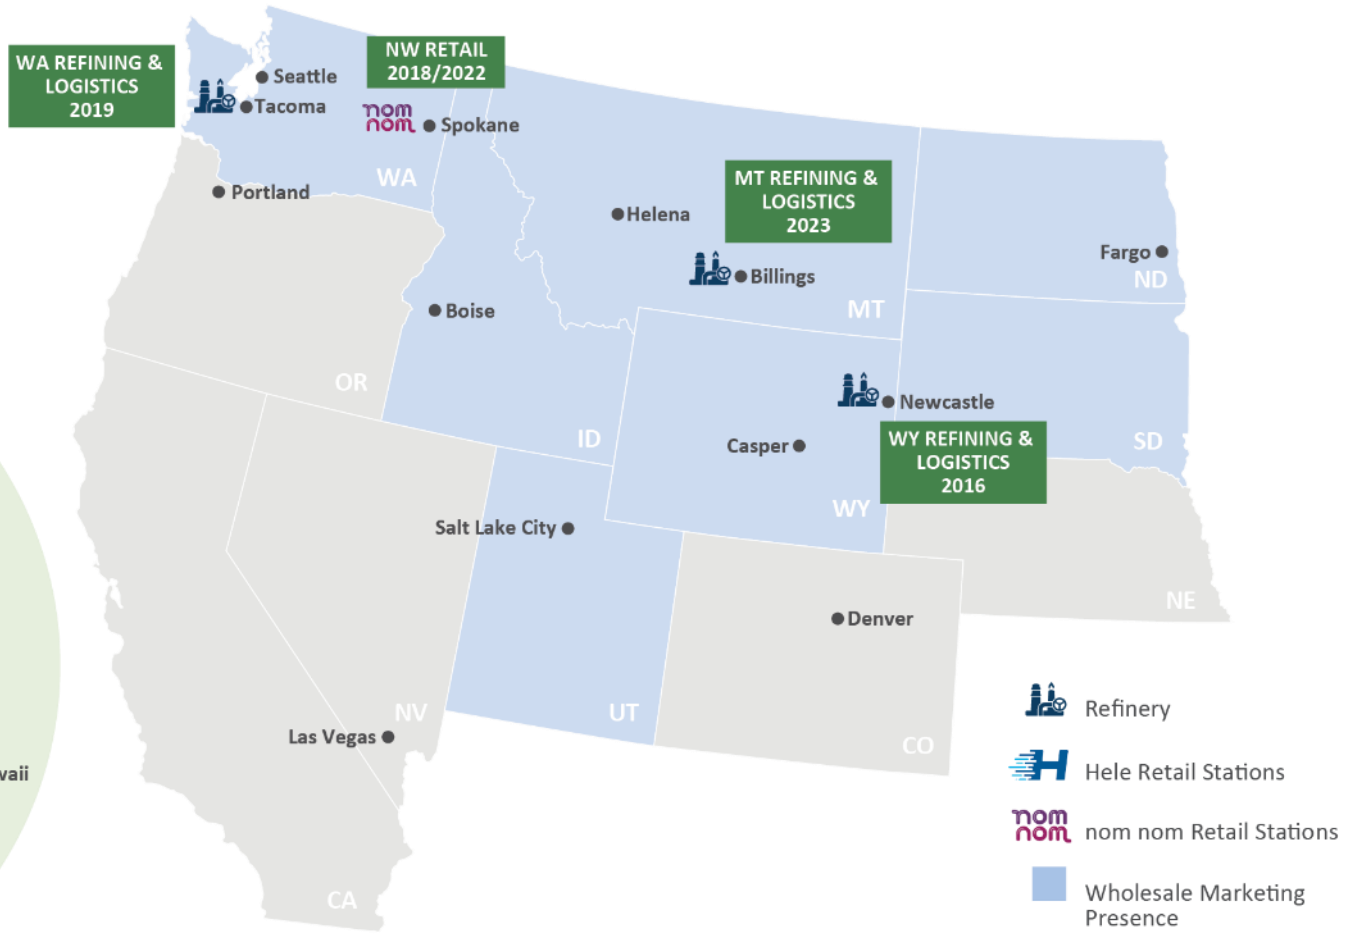 WA REFINING &
LOGISTICS
2019
NW RETAIL
2018/2022
Seattle
Tacoma
nom
nom
Spokane
WA
Portland
MT REFINING &
LOGISTICS
2023
Helena
Billings
MT
Fargo
ND
Boise
OR
ID
Newcastle
Casper
WY REFINING &
LOGISTICS
2016
SD
WY
Salt Lake City
NE
Denver
NV
UT
Las Vegas
CO
CA
Refinery
H
Hele Retail Stations
nom
nom
nom nom Retail Stations
Wholesale Marketing
Presence